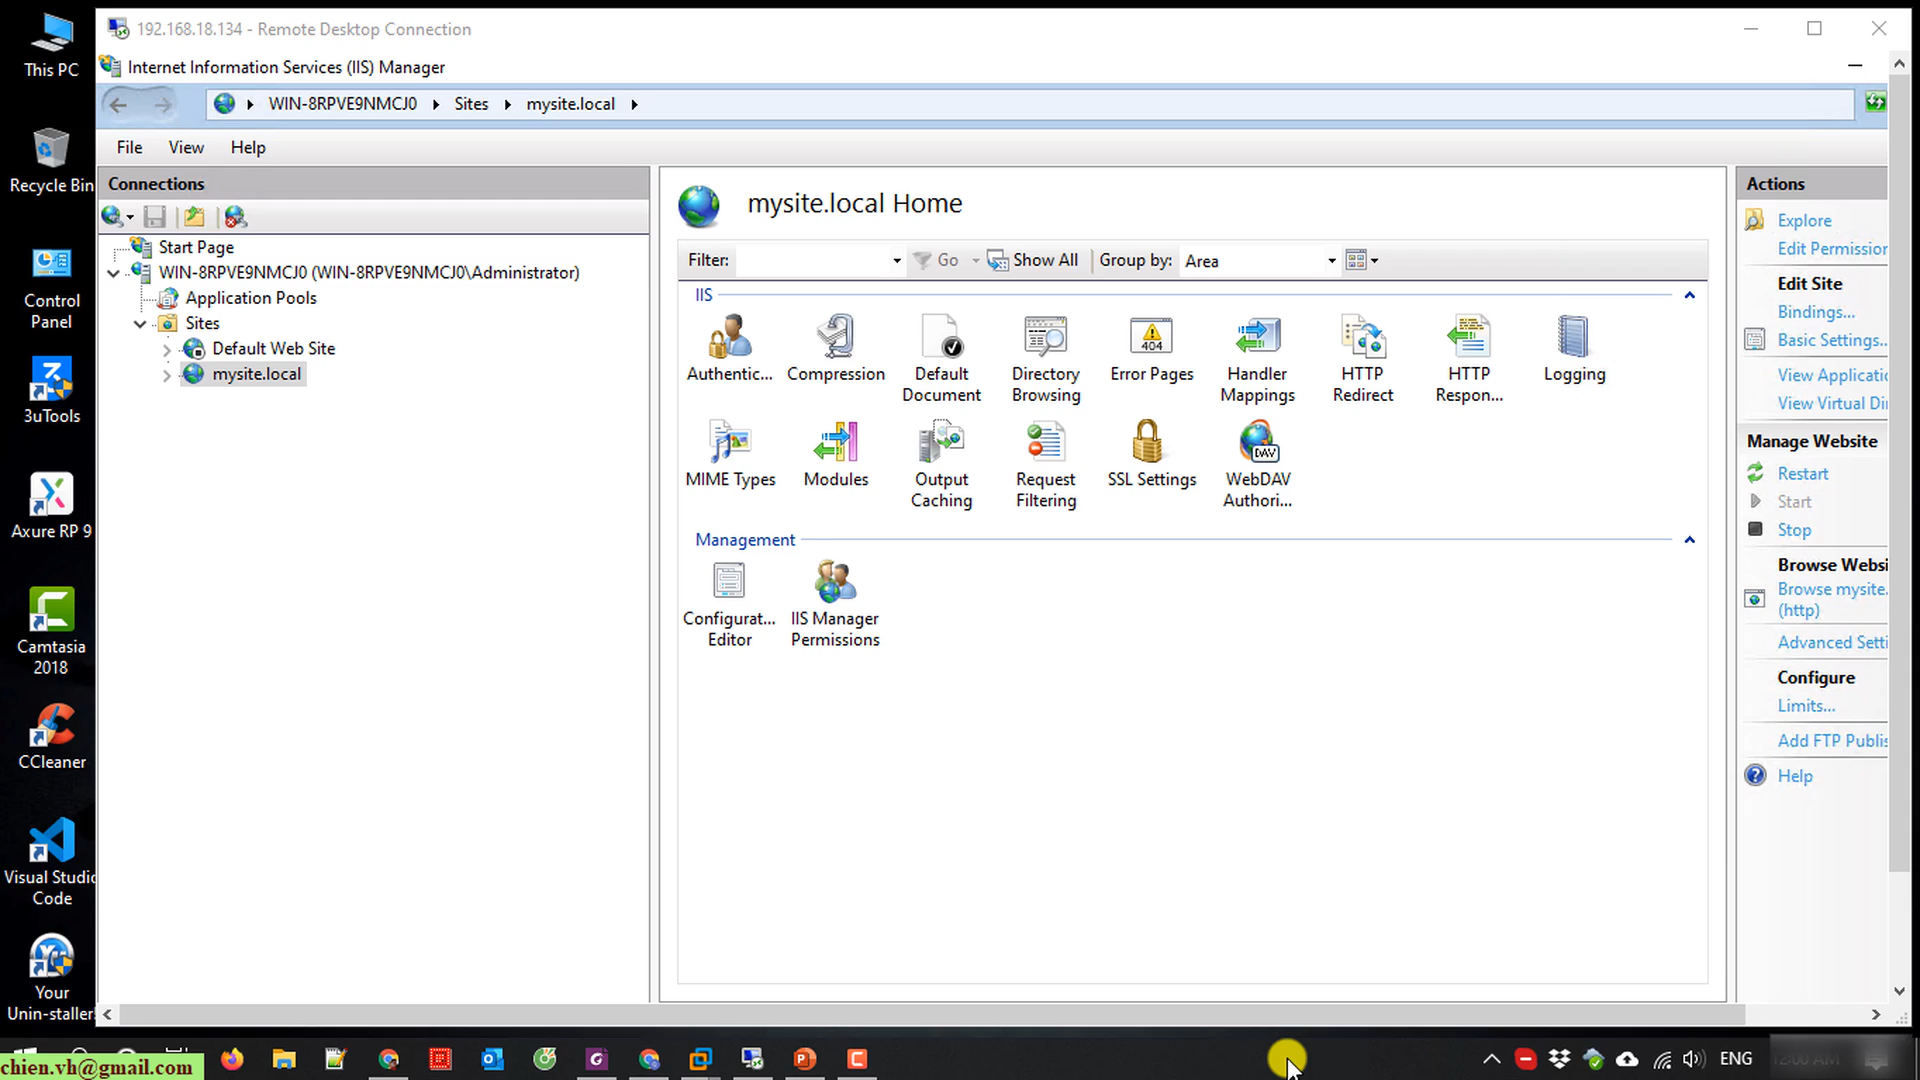 192.168.18.134 - Remote Desktop Connection
Internet Information Services (IIS) Manager
WIN-8RPVE9NMCJ0
Sites
mysite.local
File
View
Help
Connections
Start Page
WIN-8RPVE9NMCJ0 (WIN-8RPVE9NMCJ0\Administrator)
Application Pools
Sites
Default Web Site
mysite.local
mysite.local Home
Filter:
Go
Show All
Group by:
Area
IIS
Authentic...
Compression
Default
Document
Directory
Browsing
Error Pages
404
Handler
Mappings
HTTP
Redirect
HTTP
Respon...
Logging
MIME Types
Modules
Output
Caching
Request
Filtering
SSL Settings
DAV
WebDAV
Authori...
Management
Configurat...
Editor
IIS Manager
Permissions
Actions
Explore
Edit Permission
Edit Site
Bindings...
Basic Settings...
View Applicatio
View Virtual Di
Manage Website
Restart
Start
Stop
Browse Websi
Browse mysite.
(http)
Advanced Setti
Configure
Limits...
Add FTP Publis
Help
This PC
Recycle Bin
Control
Panel
3uTools
Axure RP 9
Camtasia
2018
CCleaner
Visual Studio
Code
Your
Unin-staller!
chien.vh@gmail.com
ENG
12:00 AM